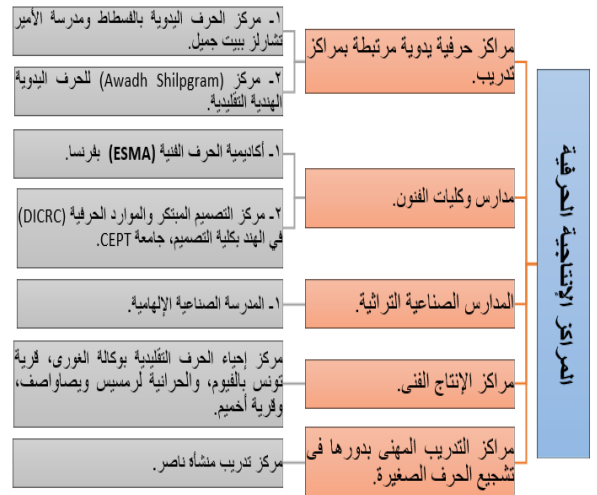 المراكز الإنتاجية الحرفية
مراكز حرفية يدوية مرتبطة بمراكز
تدريب.
١- مركز الحرف اليدوية بالفسطاط ومدرسة الأمير
تشارلز ببيت جميل.
٢- مركز (Awadh Shilpgram) للحرف اليدوية
الهندية التقليدية.
مدارس وكليات الفنون.
١- أكاديمية الحرف الفنية (ESMA) بفرنسا.
٢- مركز التصميم المبتكر والموارد الحرفية (DICRC)
في الهند بكلية التصميم، جامعة CEPT.
المدارس الصناعية التراثية.
١- المدرسة الصناعية الإلهامية.
مراكز الإنتاج الفنى.
مركز إحياء الحرف التقليدية بوكالة الغورى، قرية
تونس بالفيوم، والحرانية لرمسيس ويصاواصف،
وقرية أخميم.
مراكز التدريب المهنى بدورها فى
تشجيع الحرف الصغيرة.
مركز تدريب منشأة ناصر.